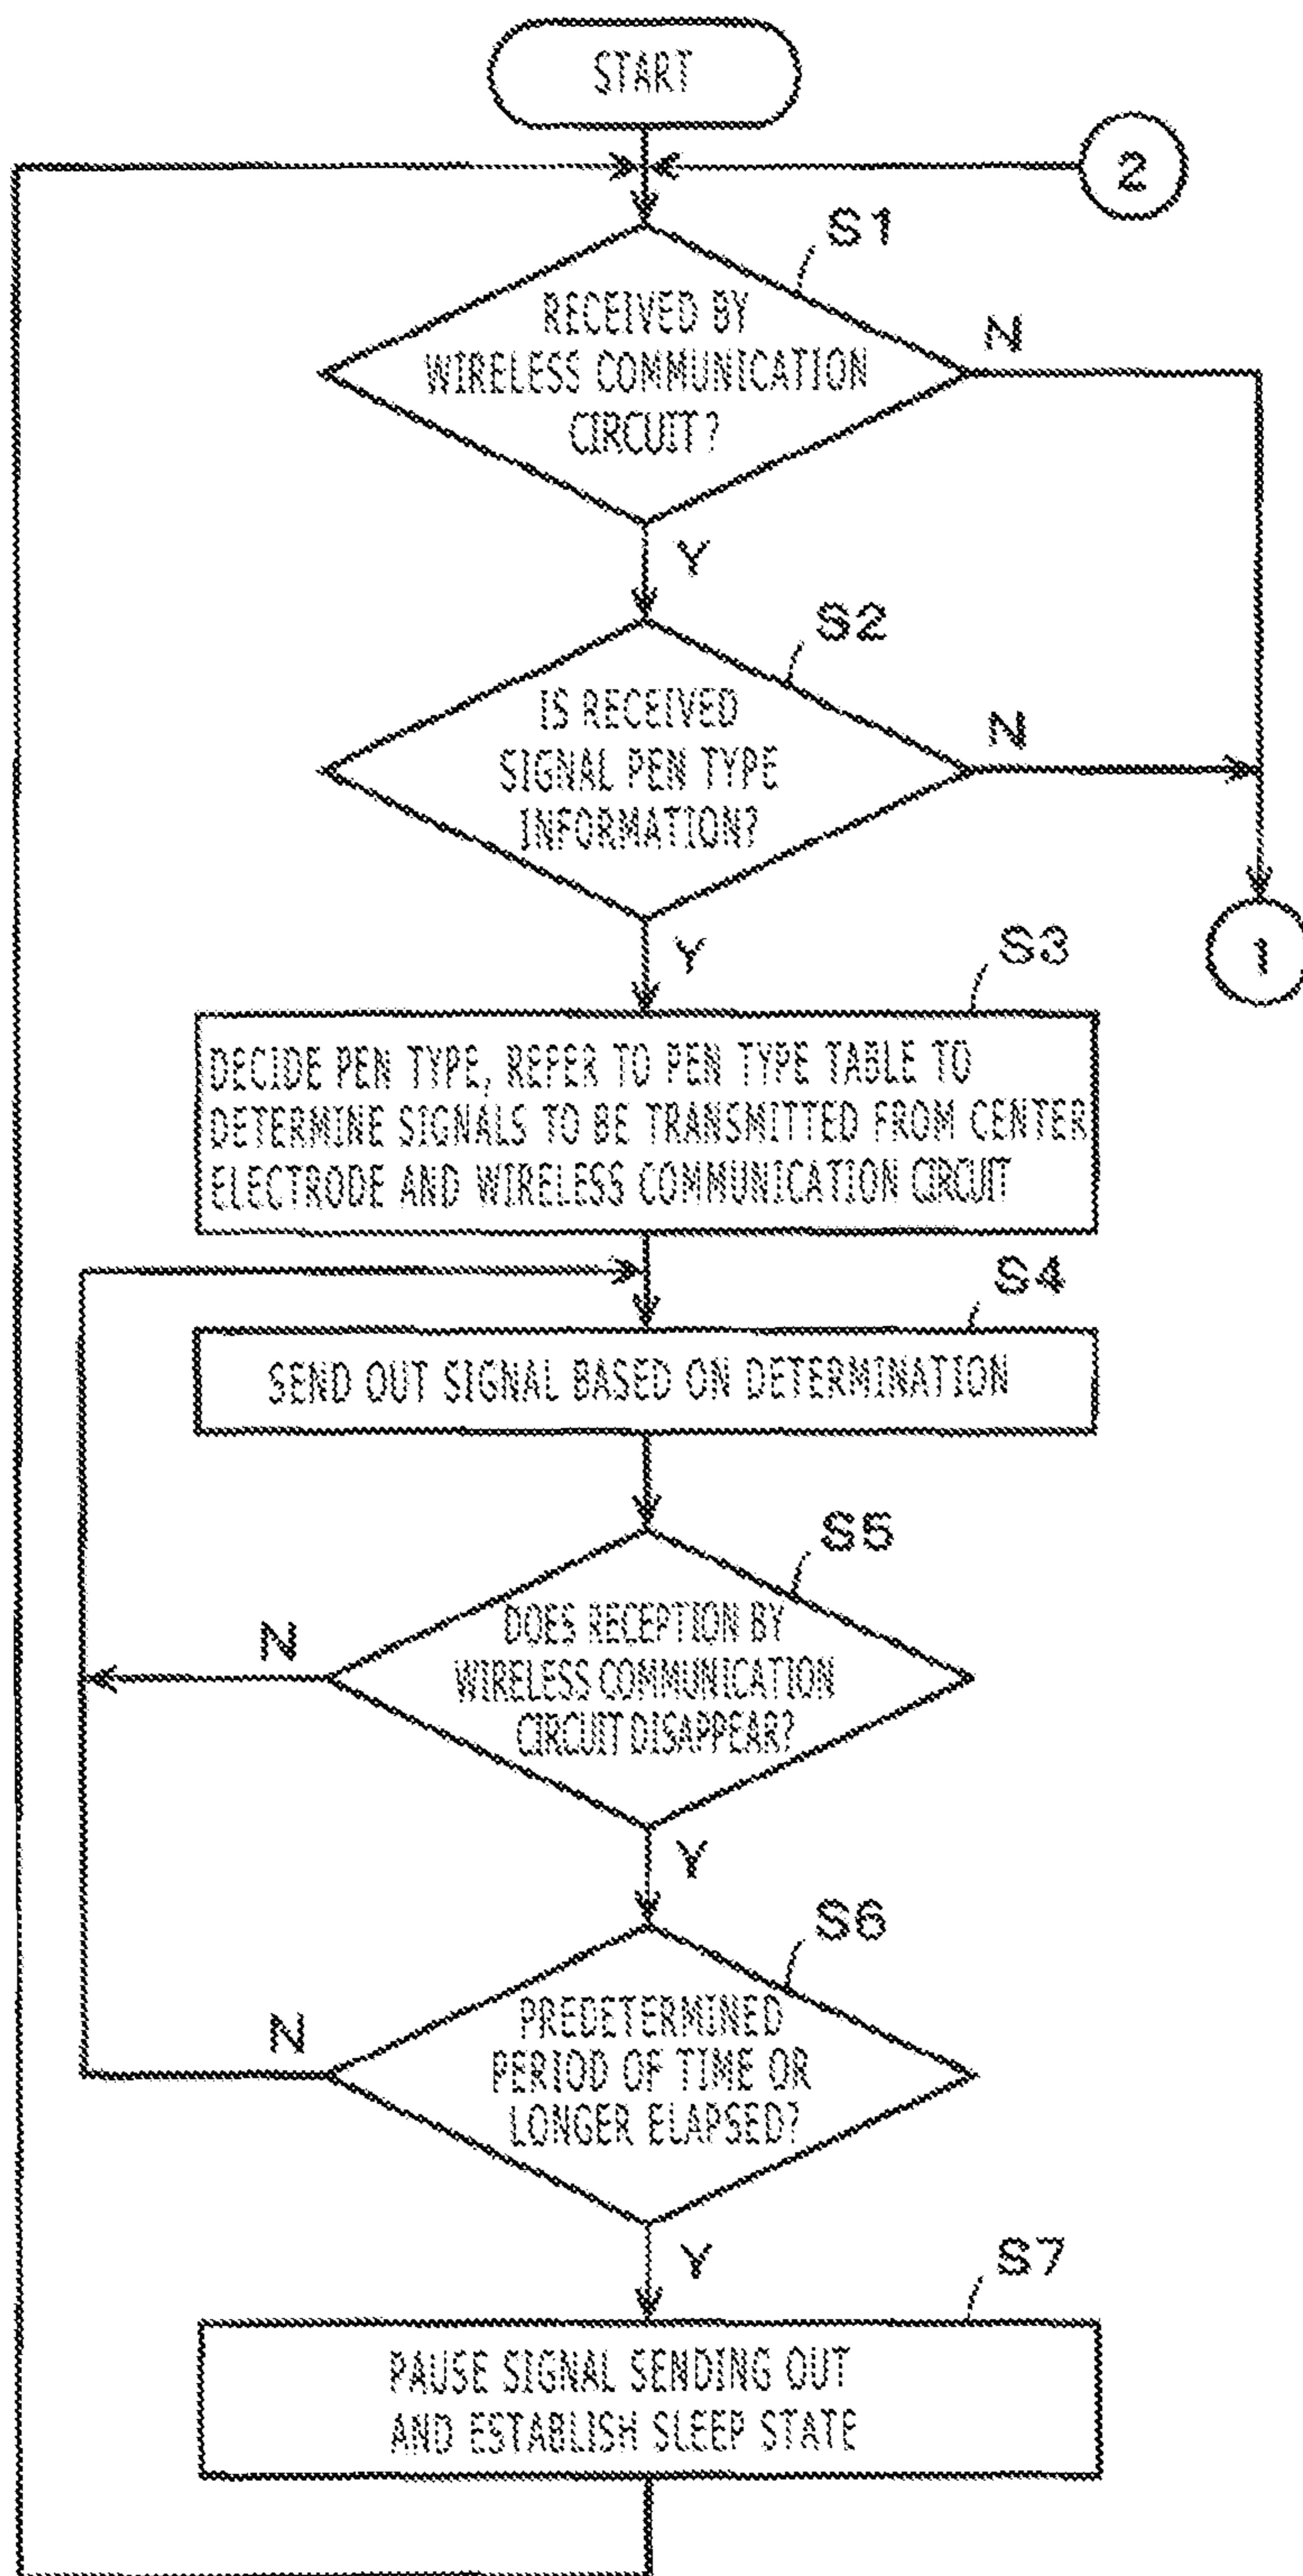 START
2
S1
RECEIVED BY
WIRELESS COMMUNICATION
CIRCUIT?
N
Y
S2
IS RECEIVED
SIGNAL PEN TYPE
INFORMATION?
N
Y
1
S3
DECIDE PEN TYPE, REFER TO PEN TYPE TABLE TO
DETERMINE SIGNALS TO BE TRANSMITTED FROM CENTER
ELECTRODE AND WIRELESS COMMUNICATION CIRCUIT
S4
SEND OUT SIGNAL BASED ON DETERMINATION
S5
DOES RECEPTION BY
WIRELESS COMMUNICATION
CIRCUIT DISAPPEAR?
N
Y
S6
PREDETERMINED
PERIOD OF TIME OR
LONGER ELAPSED?
N
Y
S7
PAUSE SIGNAL SENDING OUT
AND ESTABLISH SLEEP STATE